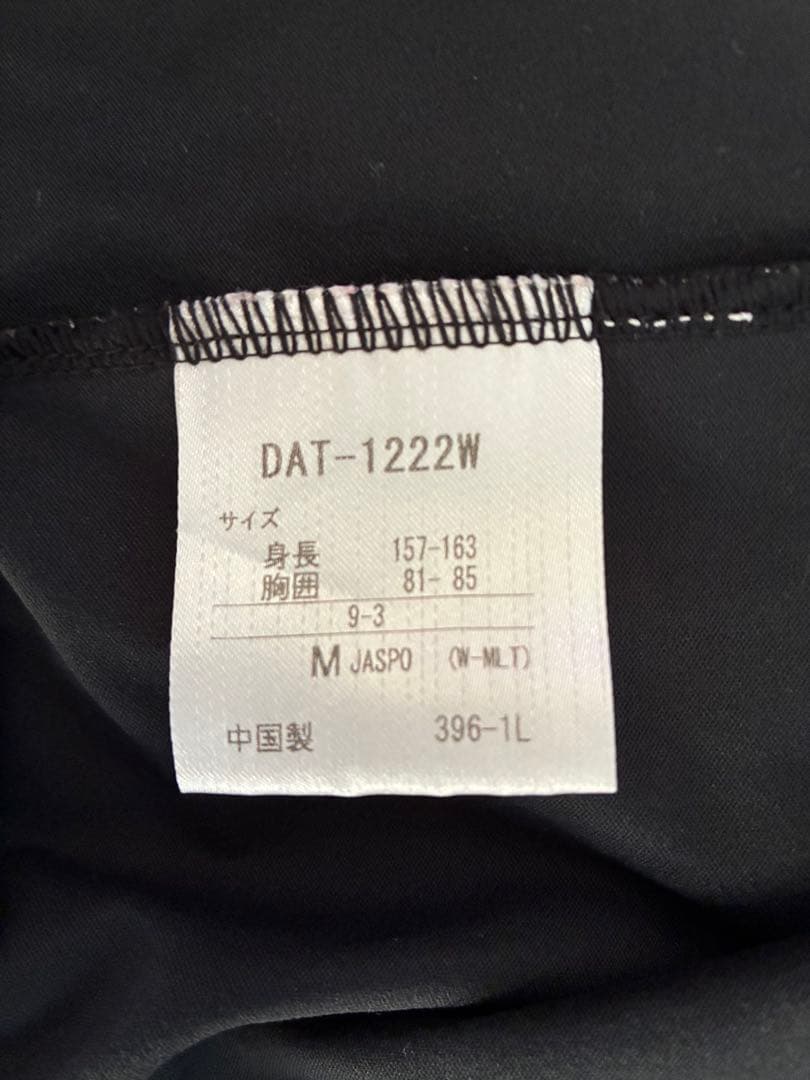 DAT-1222W
サイズ
身長 157-163
胸囲 81- 85
9-3
M JASPO (W-MLT)
中国製 396-1L